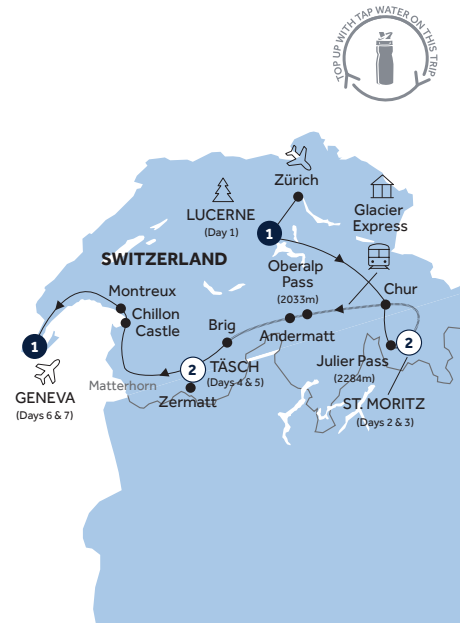 TOP UP WITH TAP WATER ON THIS TRIP
Zürich
LUCERNE
(Day 1)
Glacier
Express
1
SWITZERLAND
Oberalp
Pass
(2033m)
Montreux
Chur
Chillon
Castle
Brig
Andermatt
1
2
2
Julier Pass
(2284m)
TÄSCH
(Days 4 & 5)
Matterhorn
Zermatt
GENEVA
(Days 6 & 7)
ST. MORITZ
(Days 2 & 3)